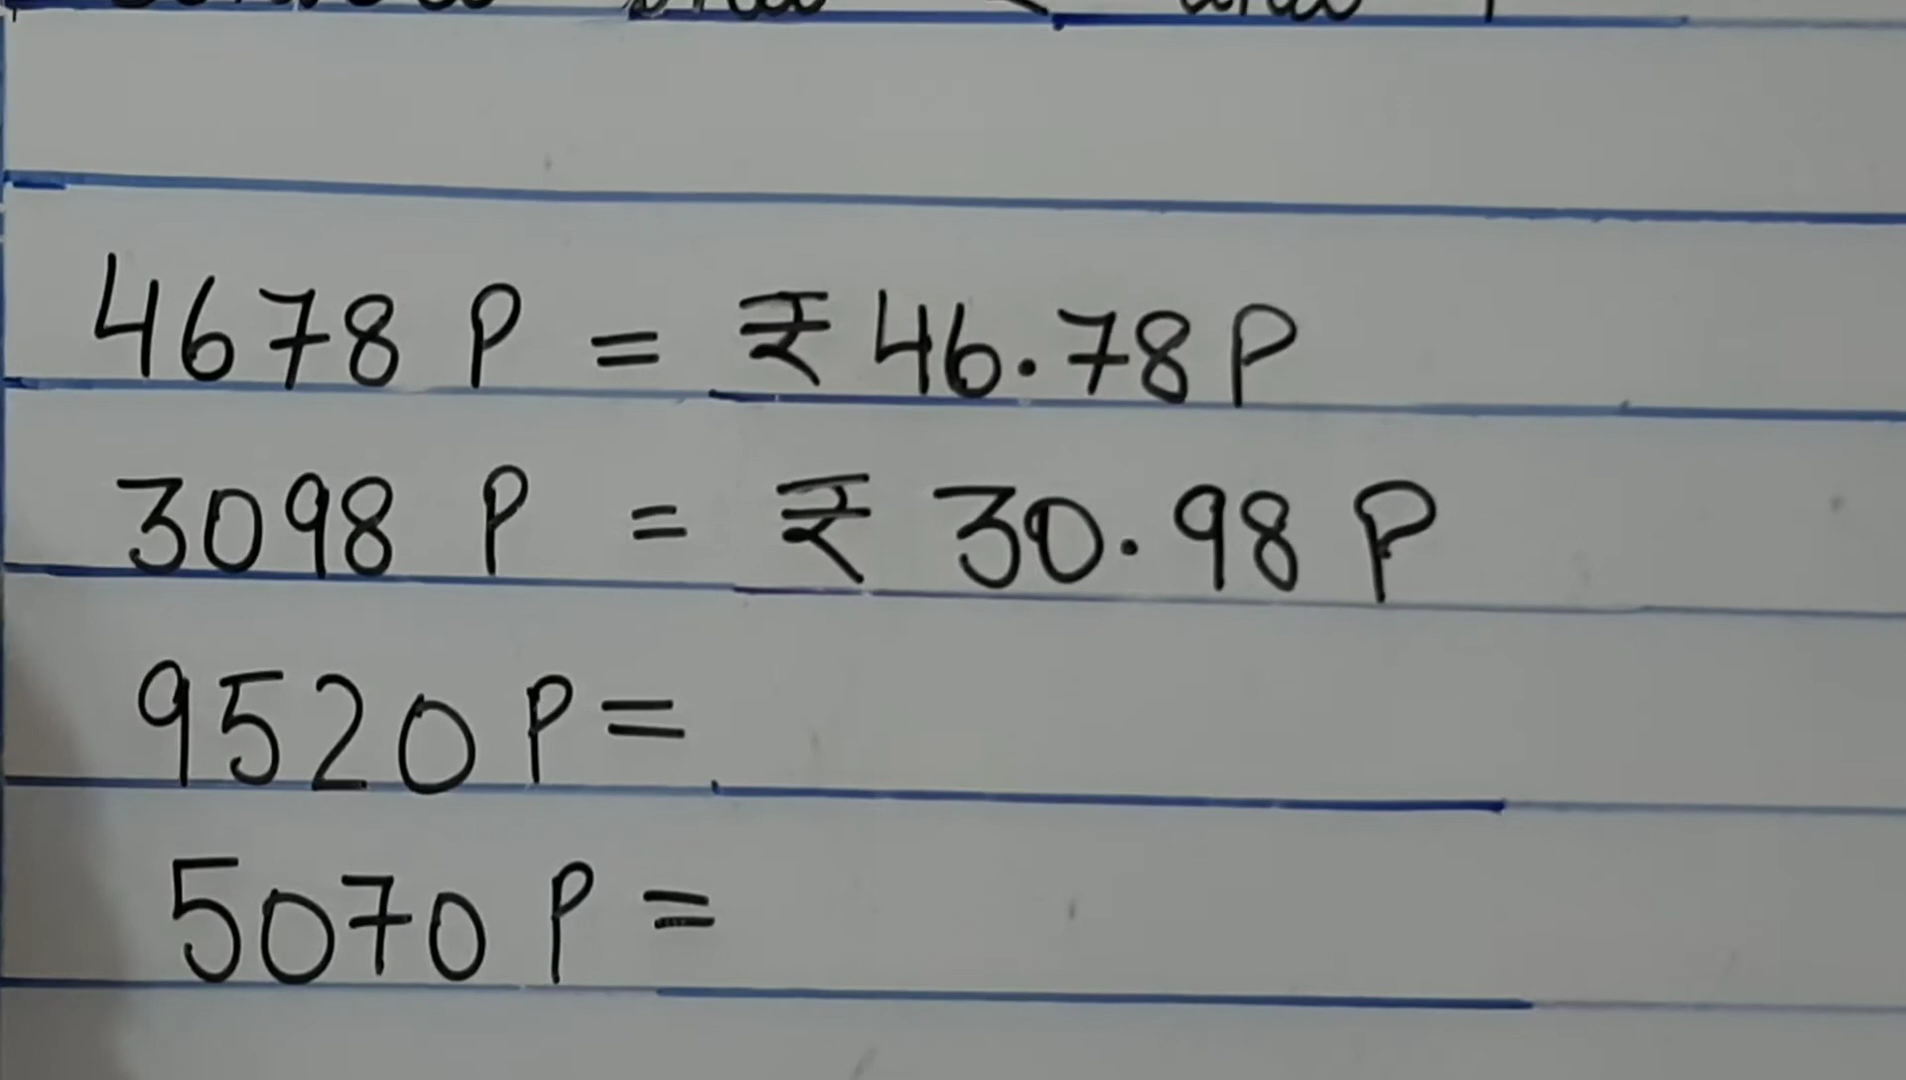 4678 P = ₹ 46.78 P
3098 P = ₹ 30.98 P
9520 P =
5070 P =